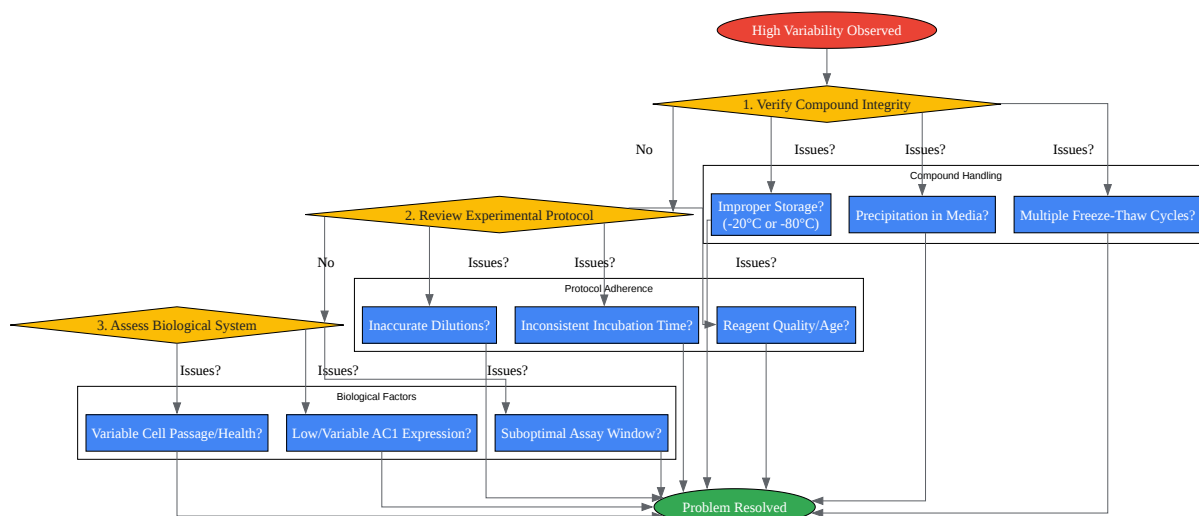 High Variability Observed
1. Verify Compound Integrity
No
Issues?
Issues?
Issues?
Compound Handling
Improper Storage?
(-20°C or -80°C)
Precipitation in Media?
Multiple Freeze-Thaw Cycles?
2. Review Experimental Protocol
No
Issues?
Issues?
Issues?
Protocol Adherence
Inaccurate Dilutions?
Inconsistent Incubation Time?
Reagent Quality/Age?
3. Assess Biological System
Issues?
Issues?
Issues?
Biological Factors
Variable Cell Passage/Health?
Low/Variable AC1 Expression?
Suboptimal Assay Window?
Problem Resolved